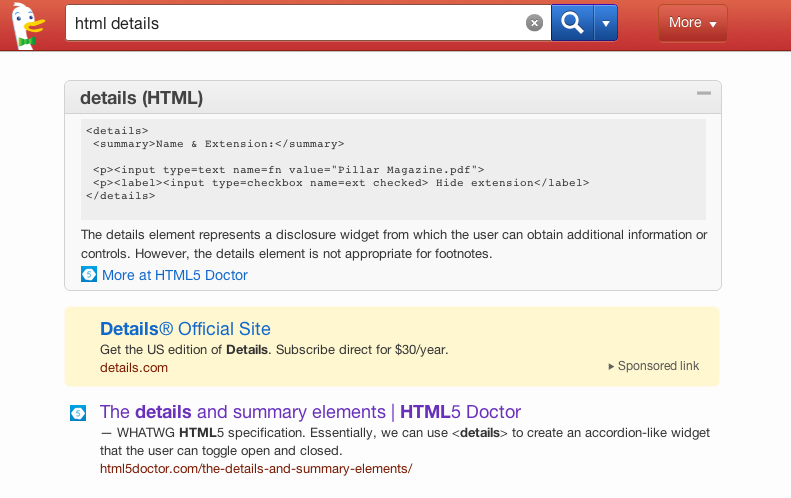 html details
More
details (HTML)
<details>
<summary>Name & Extension:</summary>
<p><input type=text name=fn value="Pillar Magazine.pdf">
<p><label><input type=checkbox name=ext checked> Hide extension</label>
</details>
The details element represents a disclosure widget from which the user can obtain additional information or
controls. However, the details element is not appropriate for footnotes.
5 More at HTML5 Doctor
Details® Official Site
Get the US edition of Details. Subscribe direct for $30/year.
details.com
Sponsored link
5 The details and summary elements | HTML5 Doctor
— WHATWG HTML5 specification. Essentially, we can use <details> to create an accordion-like widget
that the user can toggle open and closed.
html5doctor.com/the-details-and-summary-elements/